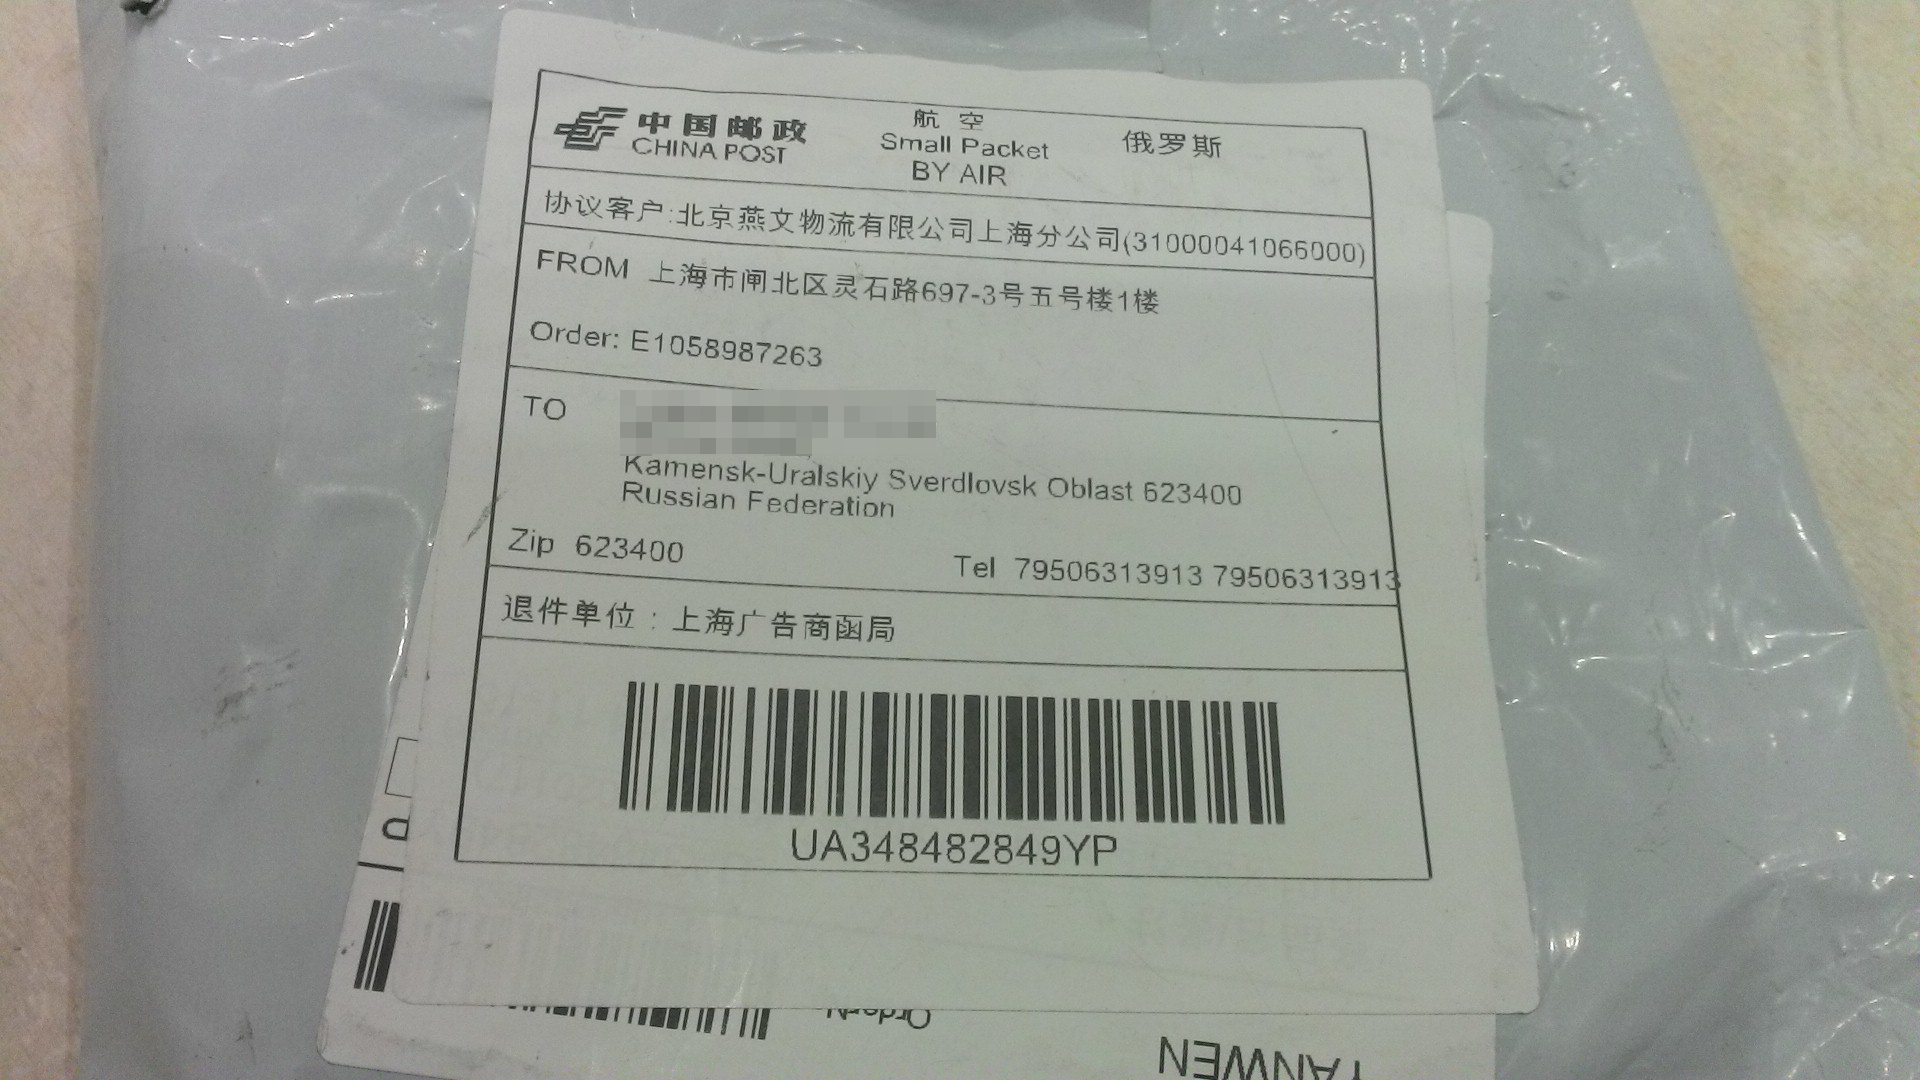 中国邮政
CHINA POST
航 空
Small Packet
BY AIR
俄罗斯
协议客户:北京燕文物流有限公司上海分公司(31000041066000)
FROM 上海市闸北区灵石路697-3号五号楼1楼
Order: E1058987263
TO
Kamensk-Uralskiy Sverdlovsk Oblast 623400
Russian Federation
Zip 623400
Tel 79506313913 79506313913
退件单位：上海广告商函局
UA348482849YP
OrderN
YANWEN